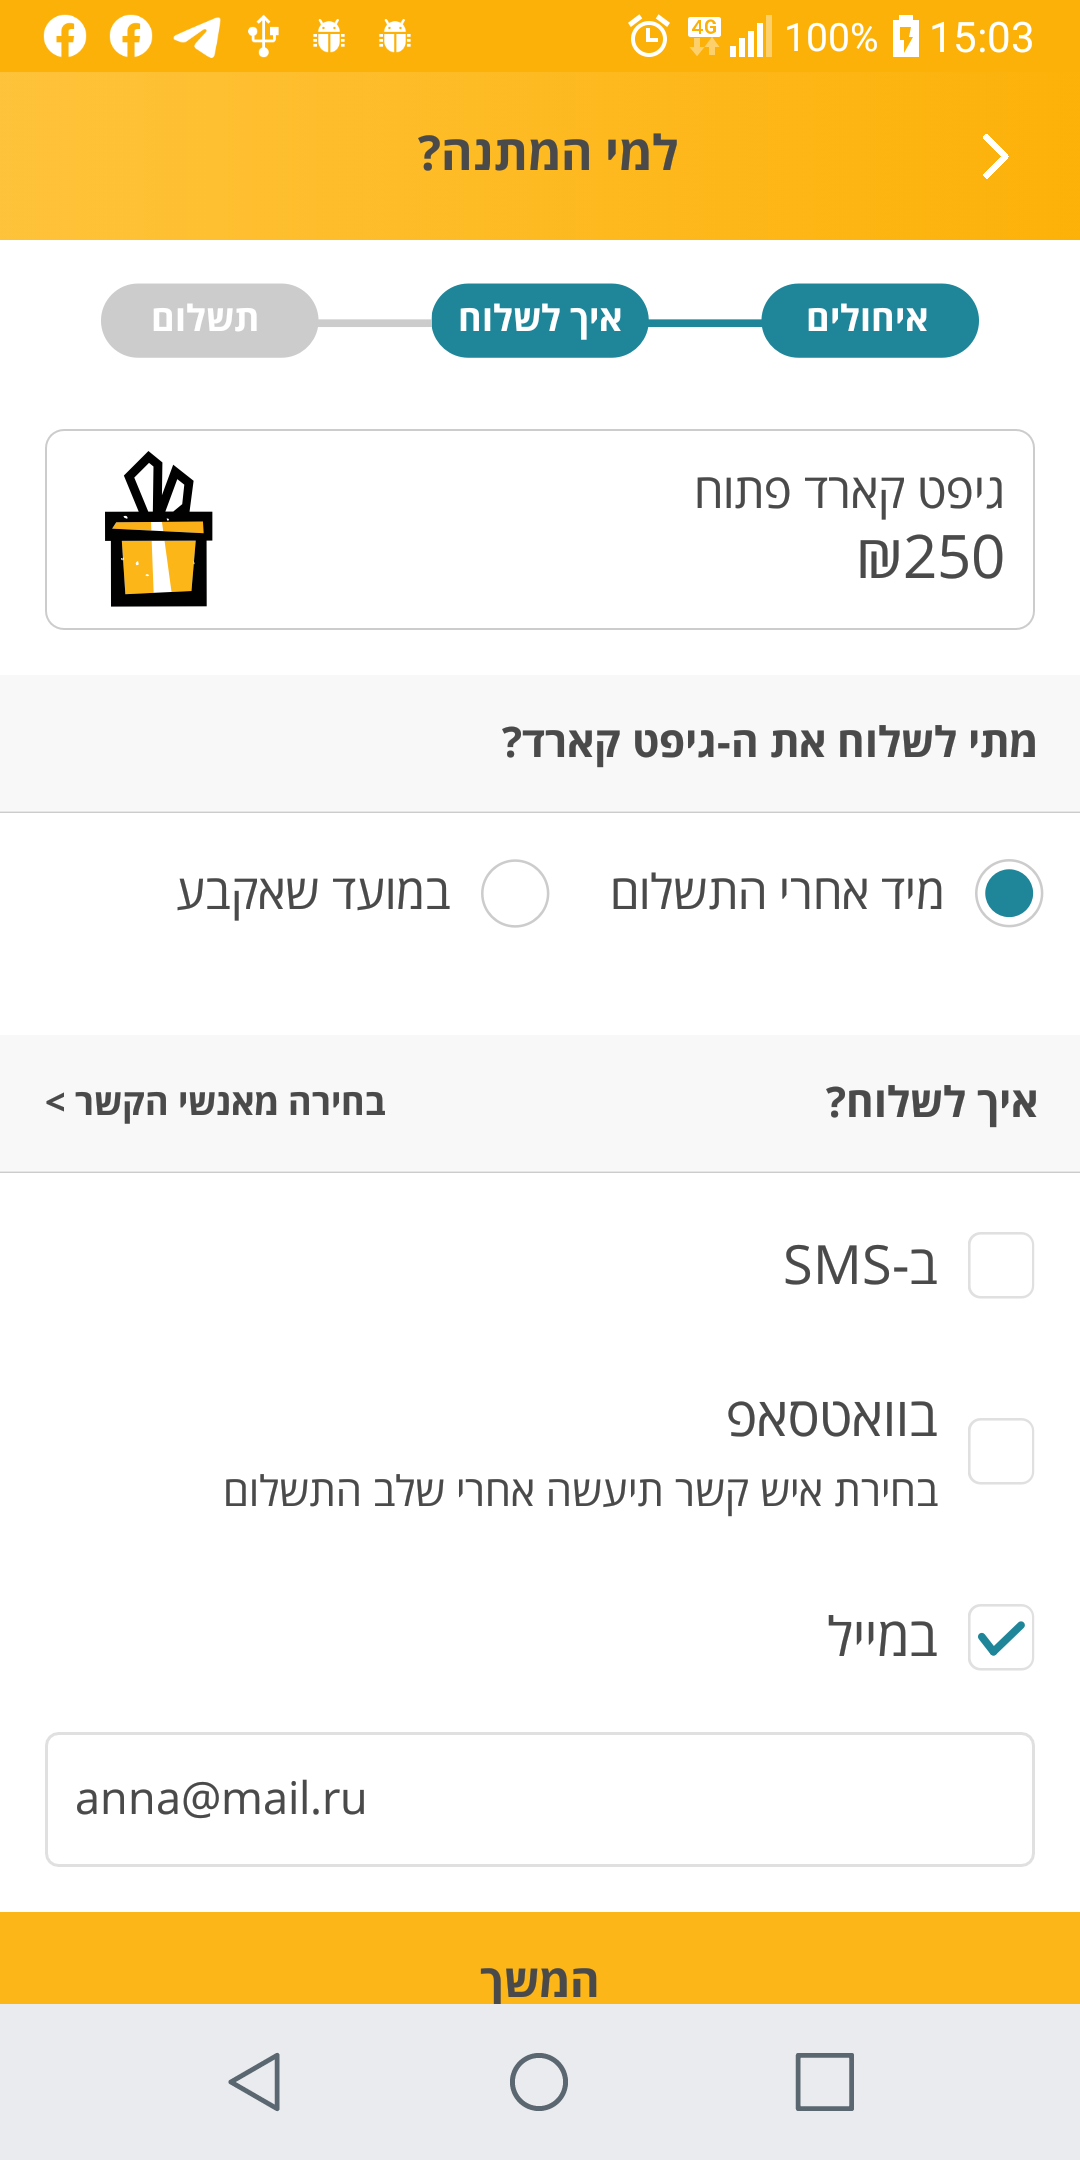 4G 100% 15:03
למי המתנה?
איחולים
איך לשלוח
תשלום
גיפט קארד פתוח
₪250
מתי לשלוח את ה-גיפט קארד?
מיד אחרי התשלום
במועד שאקבע
איך לשלוח?
בחירה מאנשי הקשר >
ב-SMS
בוואטסאפ
בחירת איש קשר תיעשה אחרי שלב התשלום
במייל
anna@mail.ru
המשך